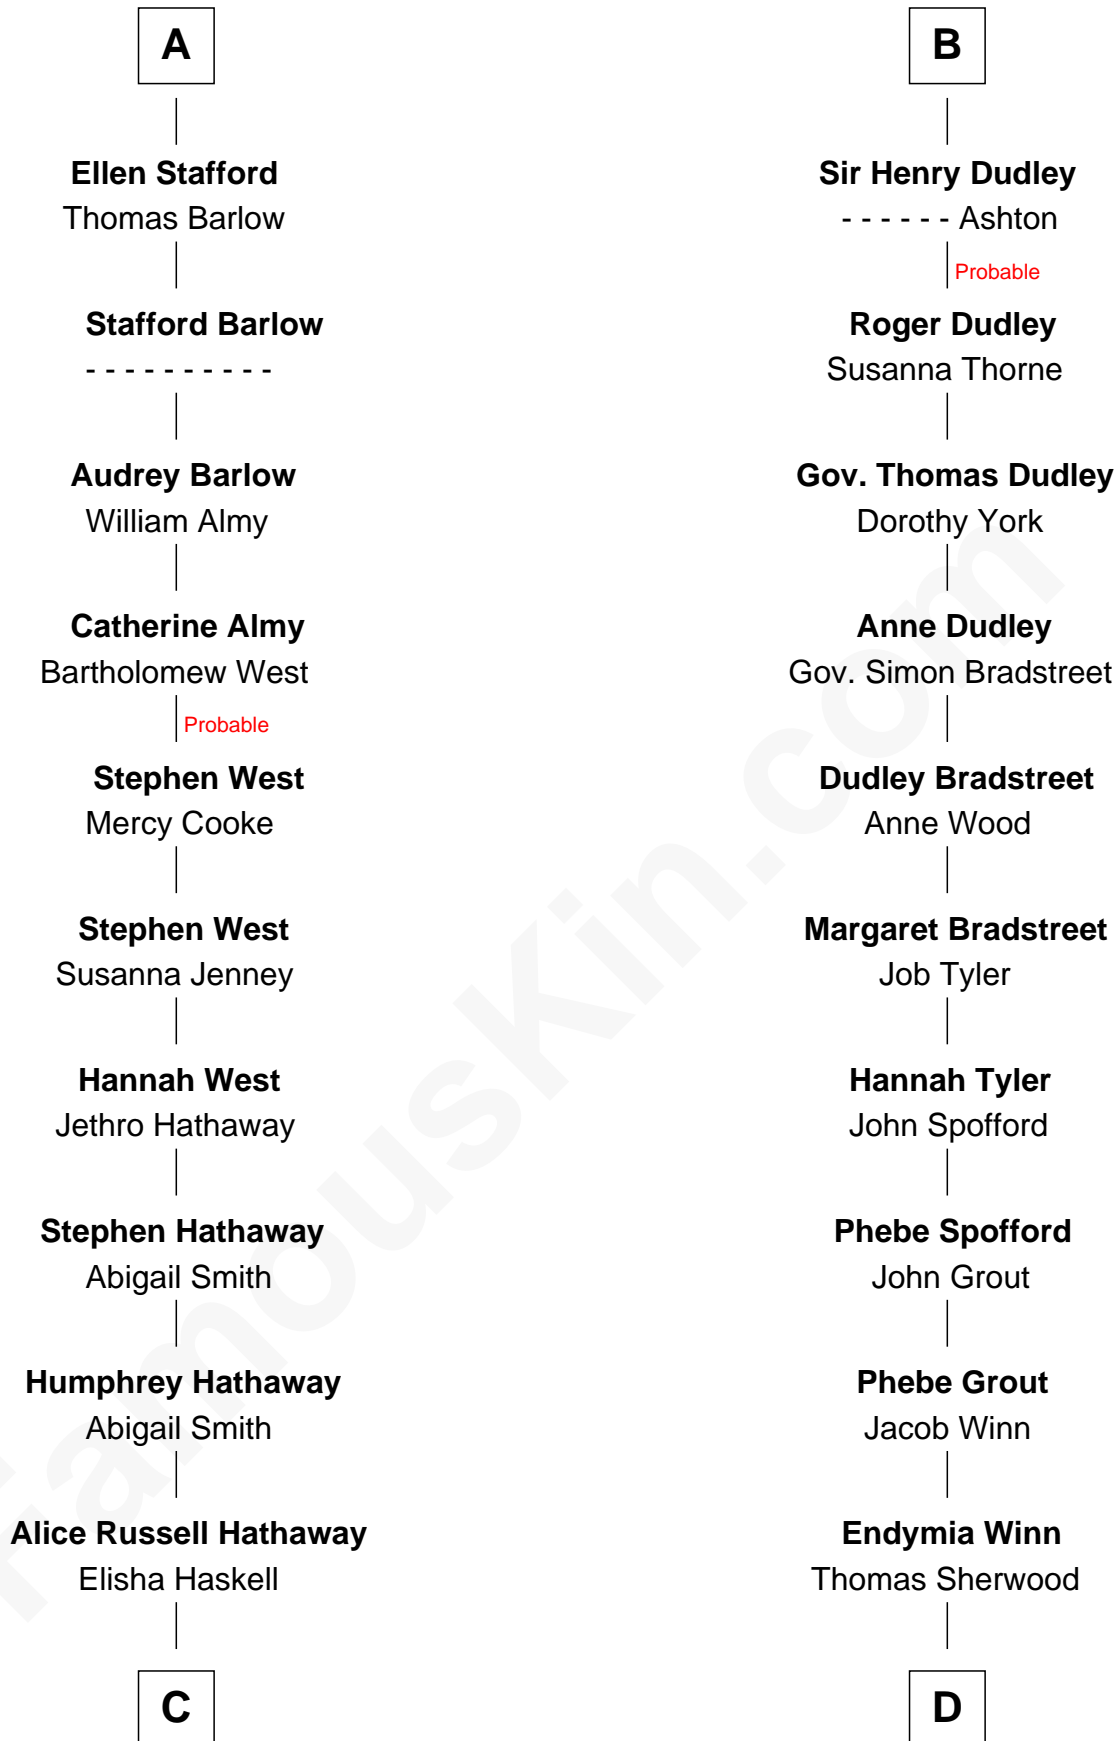 A
Ellen Stafford
Thomas Barlow
Stafford Barlow
- - - - - - - - - -
Audrey Barlow
William Almy
Catherine Almy
Bartholomew West
Probable
Stephen West
Mercy Cooke
Stephen West
Susanna Jenney
Hannah West
Jethro Hathaway
Stephen Hathaway
Abigail Smith
Humphrey Hathaway
Abigail Smith
Alice Russell Hathaway
Elisha Haskell
C
B
Sir Henry Dudley
- - - - - - Ashton
Probable
Roger Dudley
Susanna Thorne
Gov. Thomas Dudley
Dorothy York
Anne Dudley
Gov. Simon Bradstreet
Dudley Bradstreet
Anne Wood
Margaret Bradstreet
Job Tyler
Hannah Tyler
John Spofford
Phebe Spofford
John Grout
Phebe Grout
Jacob Winn
Endymia Winn
Thomas Sherwood
D
FamousKin.com